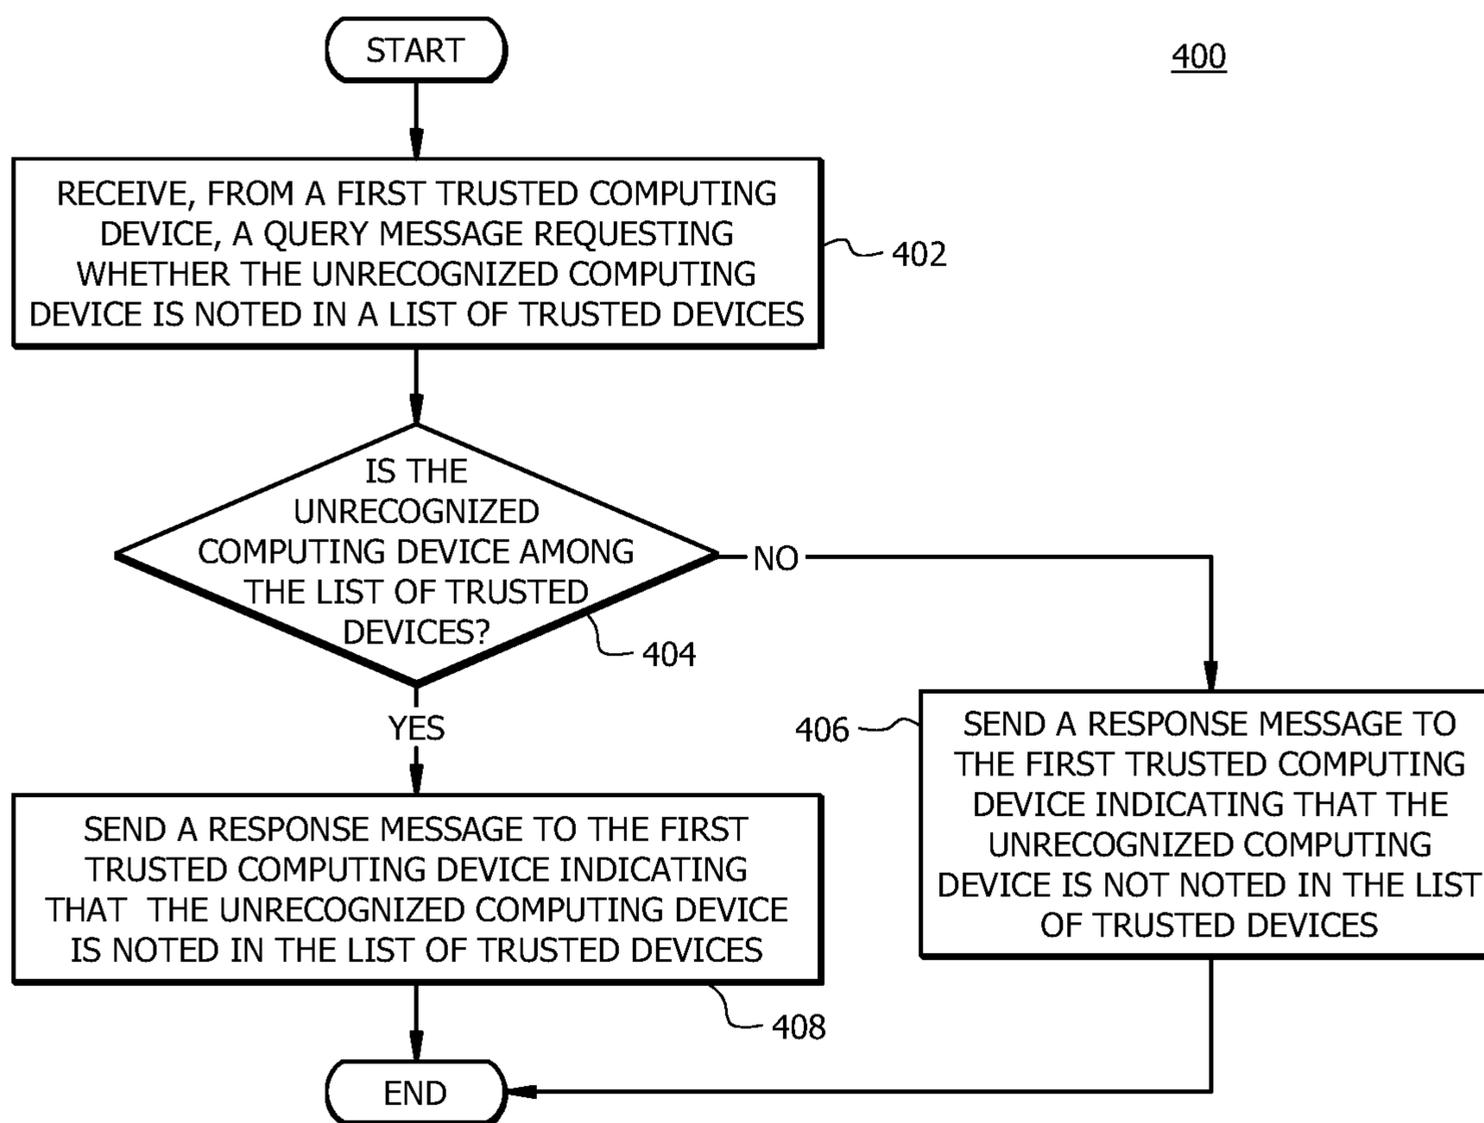 START
400
RECEIVE, FROM A FIRST TRUSTED COMPUTING
DEVICE, A QUERY MESSAGE REQUESTING
WHETHER THE UNRECOGNIZED COMPUTING
DEVICE IS NOTED IN A LIST OF TRUSTED DEVICES
402
IS THE
UNRECOGNIZED
COMPUTING DEVICE AMONG
THE LIST OF TRUSTED
DEVICES?
NO
404
YES
406
SEND A RESPONSE MESSAGE TO
THE FIRST TRUSTED COMPUTING
DEVICE INDICATING THAT THE
UNRECOGNIZED COMPUTING
DEVICE IS NOT NOTED IN THE LIST
OF TRUSTED DEVICES
SEND A RESPONSE MESSAGE TO THE FIRST
TRUSTED COMPUTING DEVICE INDICATING
THAT THE UNRECOGNIZED COMPUTING DEVICE
IS NOTED IN THE LIST OF TRUSTED DEVICES
408
END